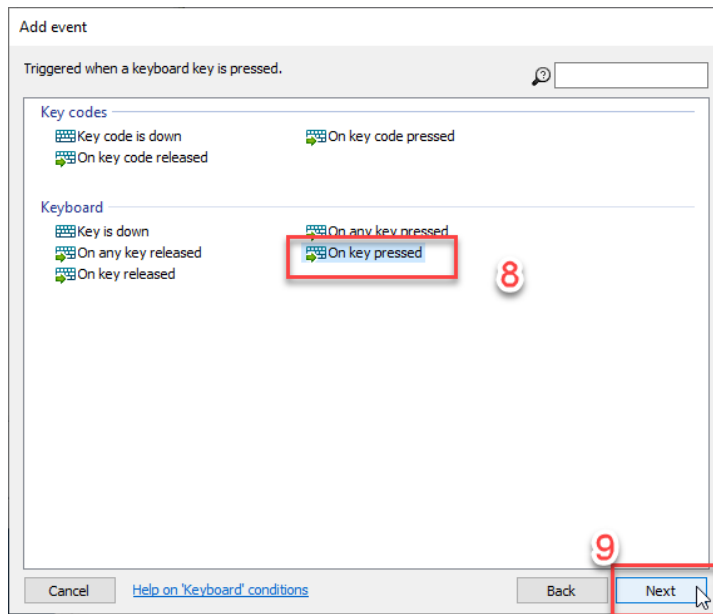 Add event
Triggered when a keyboard key is pressed.
Key codes
Key code is down On key code pressed
On key code released
Keyboard
Key is down On any key pressed
On any key released On key pressed
On key released
8
9
Cancel Help on 'Keyboard' conditions Back Next